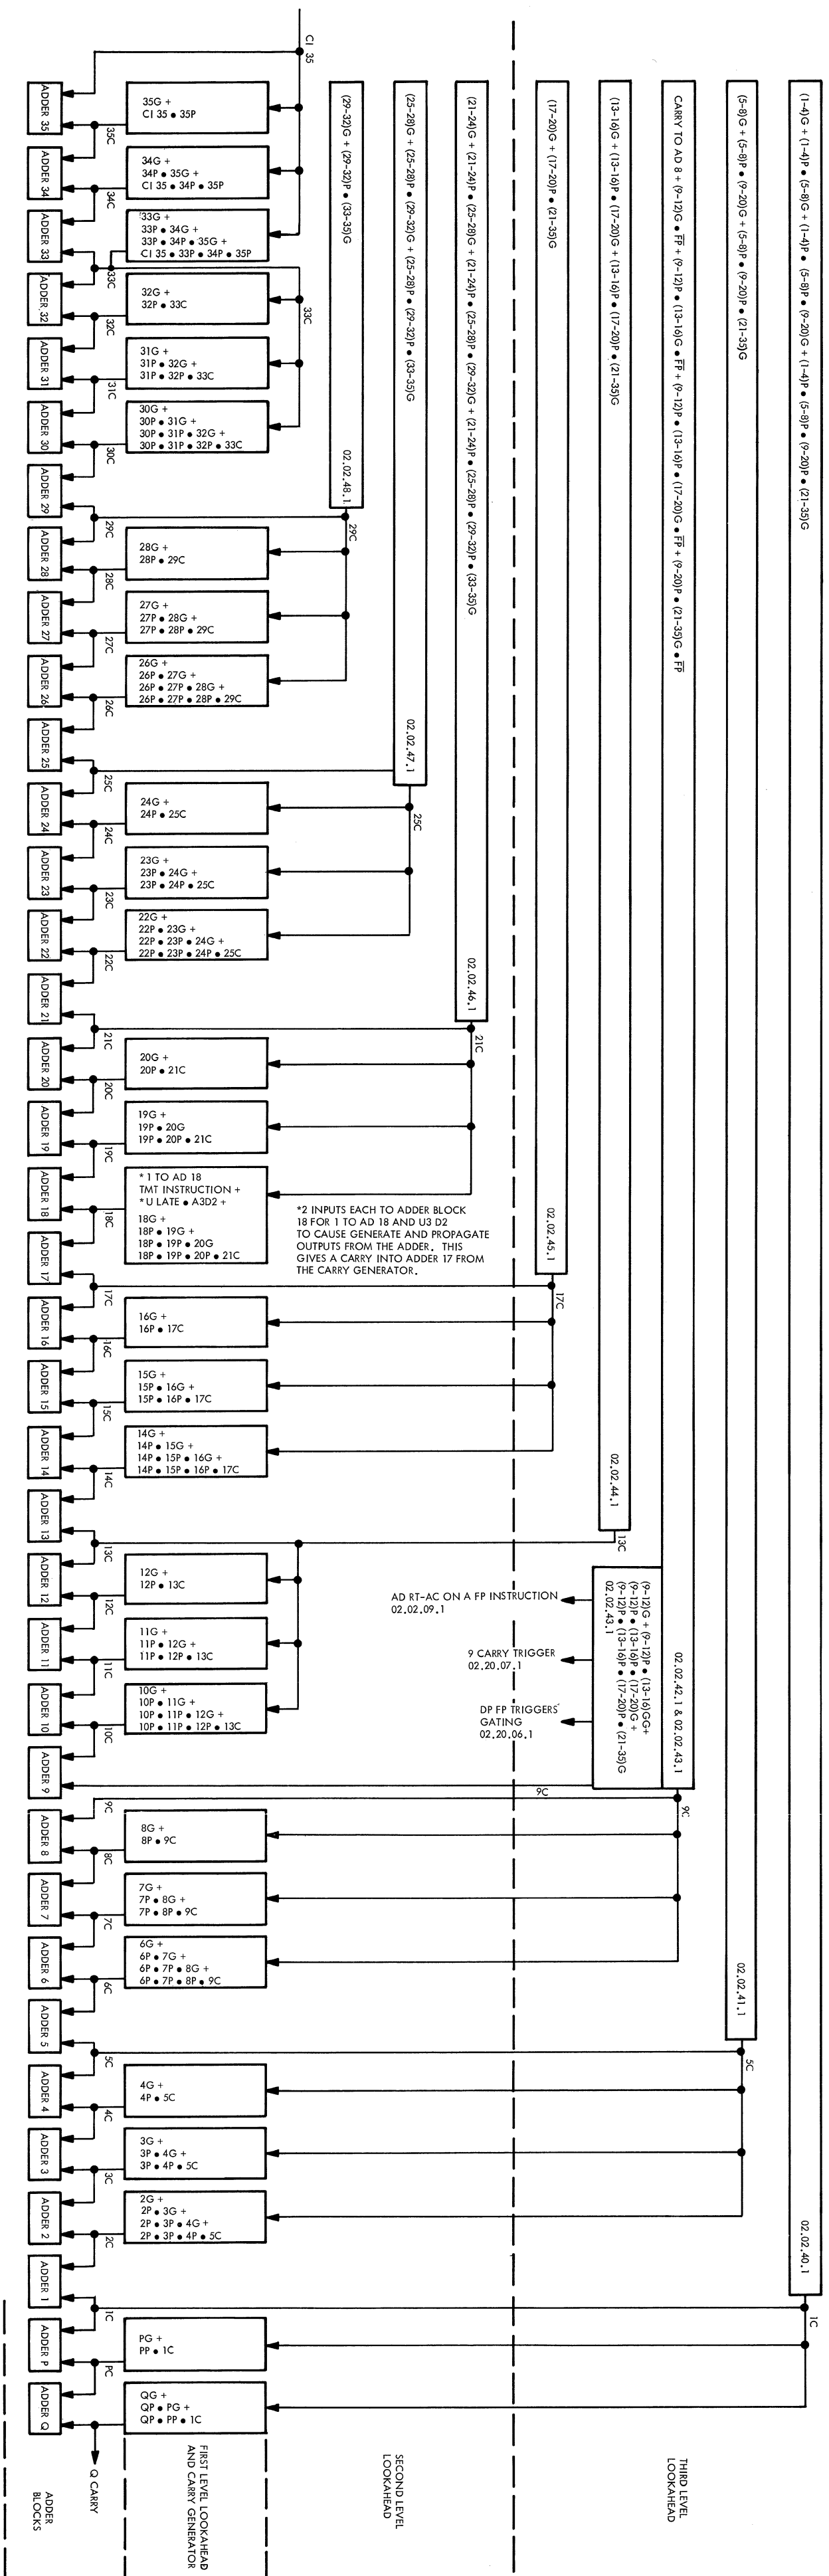 CI 35
(1-4)G + (1-4)P • (5-8)G + (1-4)P • (5-8)P • (9-20)G + (1-4)P • (5-8)P • (9-20)P • (21-35)G
02.02.40.1
1C
(5-8)G + (5-8)P • (9-20)G + (5-8)P • (9-20)P • (21-35)G
02.02.41.1
5C
CARRY TO AD 8 + (9-12)G • F̅P̅ + (9-12)P • (13-16)G • F̅P̅ + (9-12)P • (13-16)P • (17-20)G • F̅P̅ + (9-20)P • (21-35)G • F̅P̅
02.02.42.1 & 02.02.43.1
9C
(9-12)G + (9-12)P • (13-16)GG+
(9-12)P • (13-16)P • (17-20)G +
(9-12)P • (13-16)P • (17-20)P • (21-35)G
02.02.43.1
9C
(13-16)G + (13-16)P • (17-20)G + (13-16)P • (17-20)P • (21-35)G
02.02.44.1
13C
(17-20)G + (17-20)P • (21-35)G
02.02.45.1
17C
THIRD LEVEL
LOOKAHEAD
(21-24)G + (21-24)P • (25-28)G + (21-24)P • (25-28)P • (29-32)G + (21-24)P • (25-28)P • (29-32)P • (33-35)G
02.02.46.1
21C
(25-28)G + (25-28)P • (29-32)G + (25-28)P • (29-32)P • (33-35)G
02.02.47.1
25C
(29-32)G + (29-32)P • (33-35)G
02.02.48.1
29C
SECOND LEVEL
LOOKAHEAD
AD RT-AC ON A FP INSTRUCTION
02.02.09.1
9 CARRY TRIGGER
02.20.07.1
DP FP TRIGGERS
GATING
02.20.06.1
*2 INPUTS EACH TO ADDER BLOCK
18 FOR 1 TO AD 18 AND U3 D2
TO CAUSE GENERATE AND PROPAGATE
OUTPUTS FROM THE ADDER. THIS
GIVES A CARRY INTO ADDER 17 FROM
THE CARRY GENERATOR.
35G +
CI 35 • 35P
34G +
34P • 35G +
CI 35 • 34P • 35P
33G +
33P • 34G +
33P • 34P • 35G +
CI 35 • 33P • 34P • 35P
33C
32G +
32P • 33C
31G +
31P • 32G +
31P • 32P • 33C
30G +
30P • 31G +
30P • 31P • 32G +
30P • 31P • 32P • 33C
28G +
28P • 29C
27G +
27P • 28G +
27P • 28P • 29C
26G +
26P • 27G +
26P • 27P • 28G +
26P • 27P • 28P • 29C
24G +
24P • 25C
23G +
23P • 24G +
23P • 24P • 25C
22G +
22P • 23G +
22P • 23P • 24G +
22P • 23P • 24P • 25C
20G +
20P • 21C
19G +
19P • 20G
19P • 20P • 21C
* 1 TO AD 18
TMT INSTRUCTION +
* U LATE • A3D2 +
18G +
18P • 19G +
18P • 19P • 20G
18P • 19P • 20P • 21C
16G +
16P • 17C
15G +
15P • 16G +
15P • 16P • 17C
14G +
14P • 15G +
14P • 15P • 16G +
14P • 15P • 16P • 17C
12G +
12P • 13C
11G +
11P • 12G +
11P • 12P • 13C
10G +
10P • 11G +
10P • 11P • 12G +
10P • 11P • 12P • 13C
8G +
8P • 9C
7G +
7P • 8G +
7P • 8P • 9C
6G +
6P • 7G +
6P • 7P • 8G +
6P • 7P • 8P • 9C
4G +
4P • 5C
3G +
3P • 4G +
3P • 4P • 5C
2G +
2P • 3G +
2P • 3P • 4G +
2P • 3P • 4P • 5C
PG +
PP • 1C
QG +
QP • PG +
QP • PP • 1C
FIRST LEVEL LOOKAHEAD
AND CARRY GENERATOR
35C
34C
33C
32C
31C
30C
29C
28C
27C
26C
25C
24C
23C
22C
21C
20C
19C
18C
17C
16C
15C
14C
13C
12C
11C
10C
9C
8C
7C
6C
5C
4C
3C
2C
1C
PC
Q CARRY
ADDER 35
ADDER 34
ADDER 33
ADDER 32
ADDER 31
ADDER 30
ADDER 29
ADDER 28
ADDER 27
ADDER 26
ADDER 25
ADDER 24
ADDER 23
ADDER 22
ADDER 21
ADDER 20
ADDER 19
ADDER 18
ADDER 17
ADDER 16
ADDER 15
ADDER 14
ADDER 13
ADDER 12
ADDER 11
ADDER 10
ADDER 9
ADDER 8
ADDER 7
ADDER 6
ADDER 5
ADDER 4
ADDER 3
ADDER 2
ADDER 1
ADDER P
ADDER Q
ADDER
BLOCKS